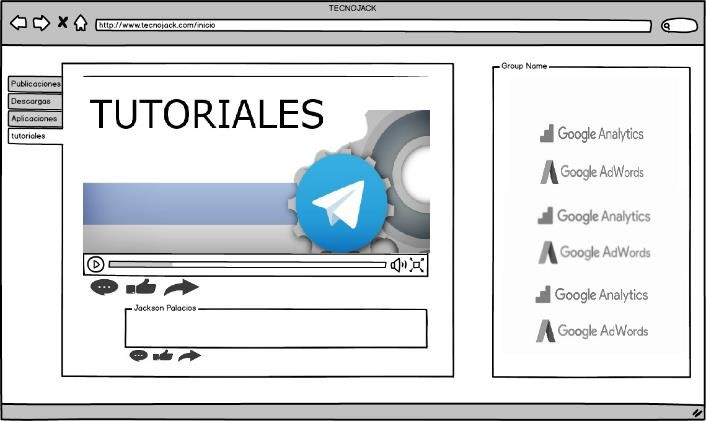 TECNOJACK
http://www.tecnojack.com/inicio
Publicaciones
Descargas
Aplicaciones
tutoriales
TUTORIALES
Jackson Palacios
Group Name
Google Analytics
Google AdWords
Google Analytics
Google AdWords
Google Analytics
Google AdWords